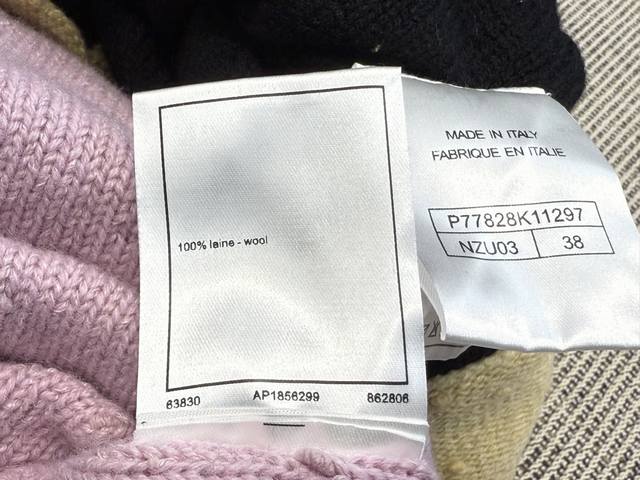 100% laine - wool
63830 AP1856299 862806
MADE IN ITALY
FABRIQUE EN ITALIE
P77828K11297
NZU03 38